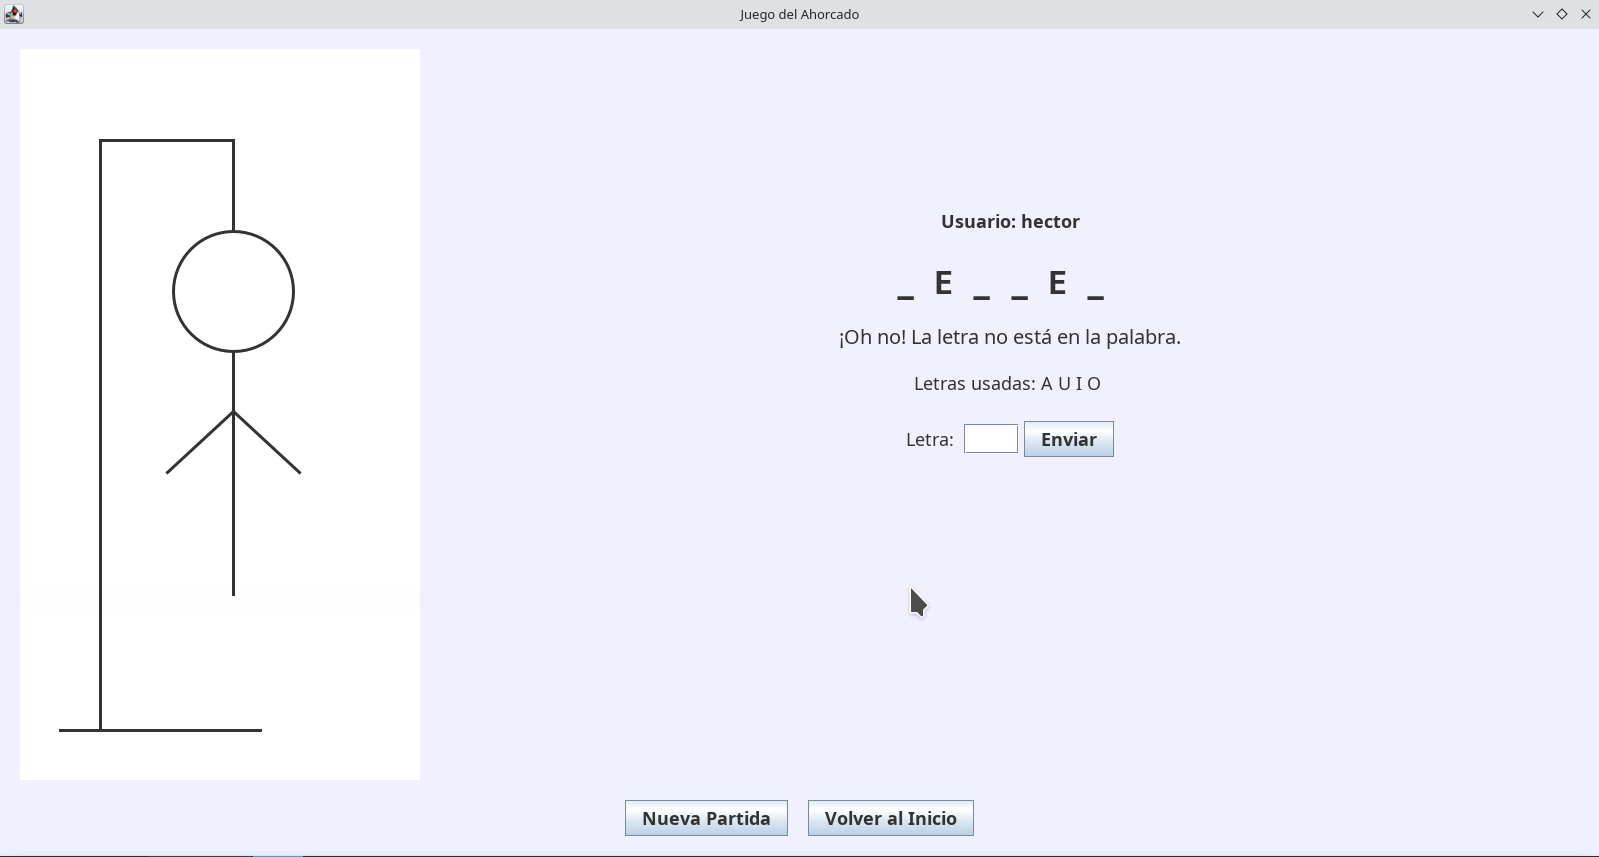 Juego del Ahorcado
Usuario: hector
_ E _ _ E _
¡Oh no! La letra no está en la palabra.
Letras usadas: A U I O
Letra: Enviar
Nueva Partida Volver al Inicio